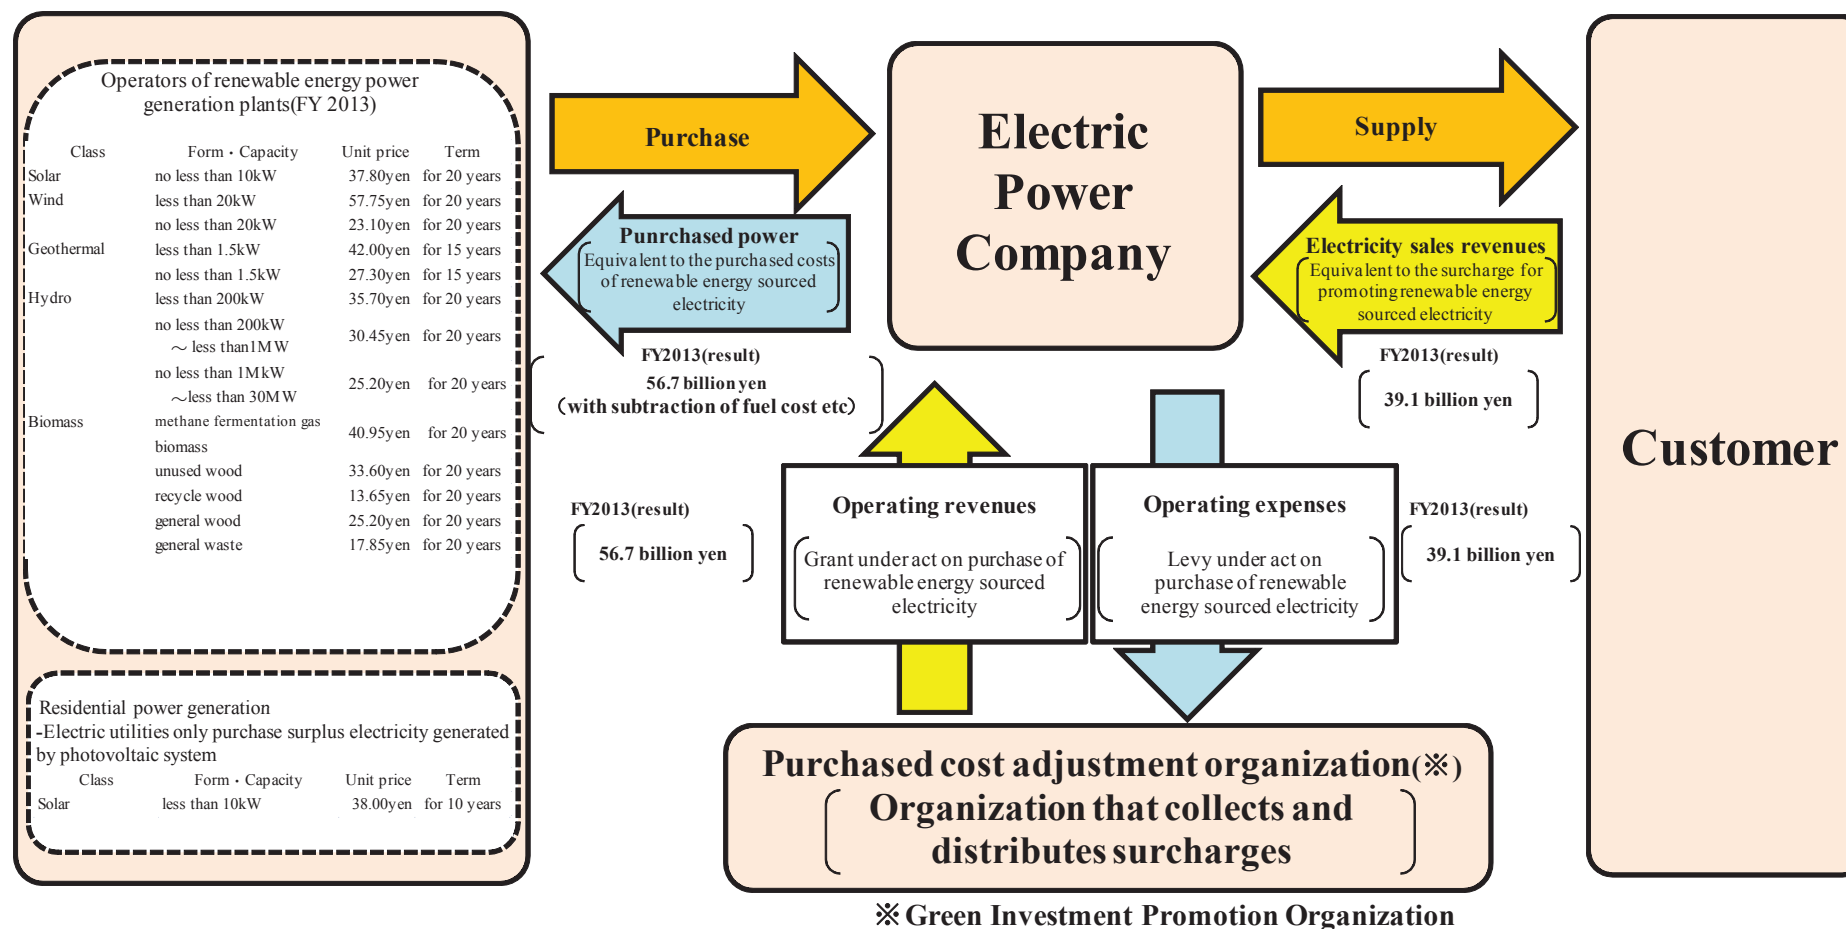 Operators of renewable energy power
generation plants(FY 2013)
Class Form・Capacity Unit price Term
Solar no less than 10kW 37.80yen for 20 years
Wind less than 20kW 57.75yen for 20 years
no less than 20kW 23.10yen for 20 years
Geothermal less than 1.5kW 42.00yen for 15 years
no less than 1.5kW 27.30yen for 15 years
Hydro less than 200kW 35.70yen for 20 years
no less than 200kW
～ less than1MW 30.45yen for 20 years
no less than 1MkW
～less than 30MW 25.20yen for 20 years
Biomass methane fermentation gas
biomass 40.95yen for 20 years
unused wood 33.60yen for 20 years
recycle wood 13.65yen for 20 years
general wood 25.20yen for 20 years
general waste 17.85yen for 20 years
Residential power generation
-Electric utilities only purchase surplus electricity generated
by photovoltaic system
Class Form・Capacity Unit price Term
Solar less than 10kW 38.00yen for 10 years
Purchase
Punrchased power
Equivalent to the purchased costs
of renewable energy sourced
electricity
FY2013(result)
56.7 billion yen
(with subtraction of fuel cost etc)
Electric
Power
Company
Supply
Electricity sales revenues
Equivalent to the surcharge for
promoting renewable energy
sourced electricity
FY2013(result)
39.1 billion yen
Customer
FY2013(result)
56.7 billion yen
Operating revenues
Grant under act on purchase of
renewable energy sourced
electricity
Operating expenses
Levy under act on
purchase of renewable
energy sourced electricity
FY2013(result)
39.1 billion yen
Purchased cost adjustment organization(※)
Organization that collects and
distributes surcharges
※Green Investment Promotion Organization